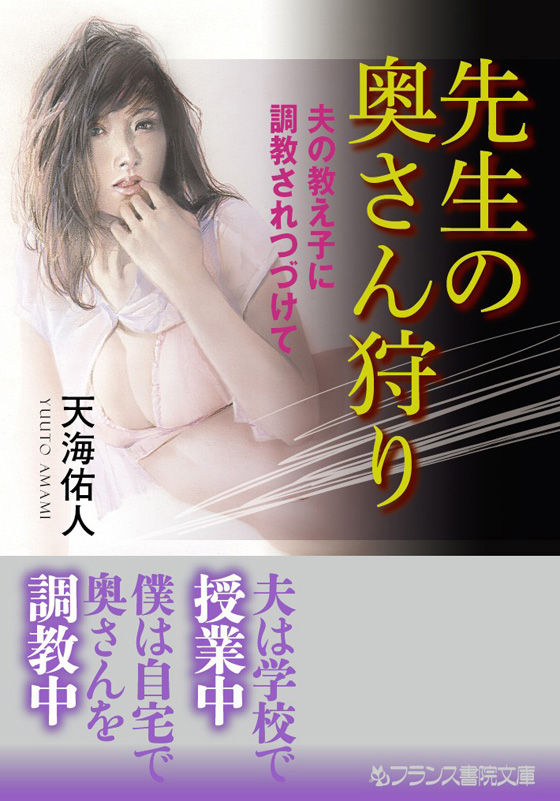 先生の
奥さん狩り
夫の教え子に
調教されつづけて
天海佑人
YUUTO AMAMI
夫は学校で
授業中
僕は自宅で
奥さんを
調教中
フランス書院文庫